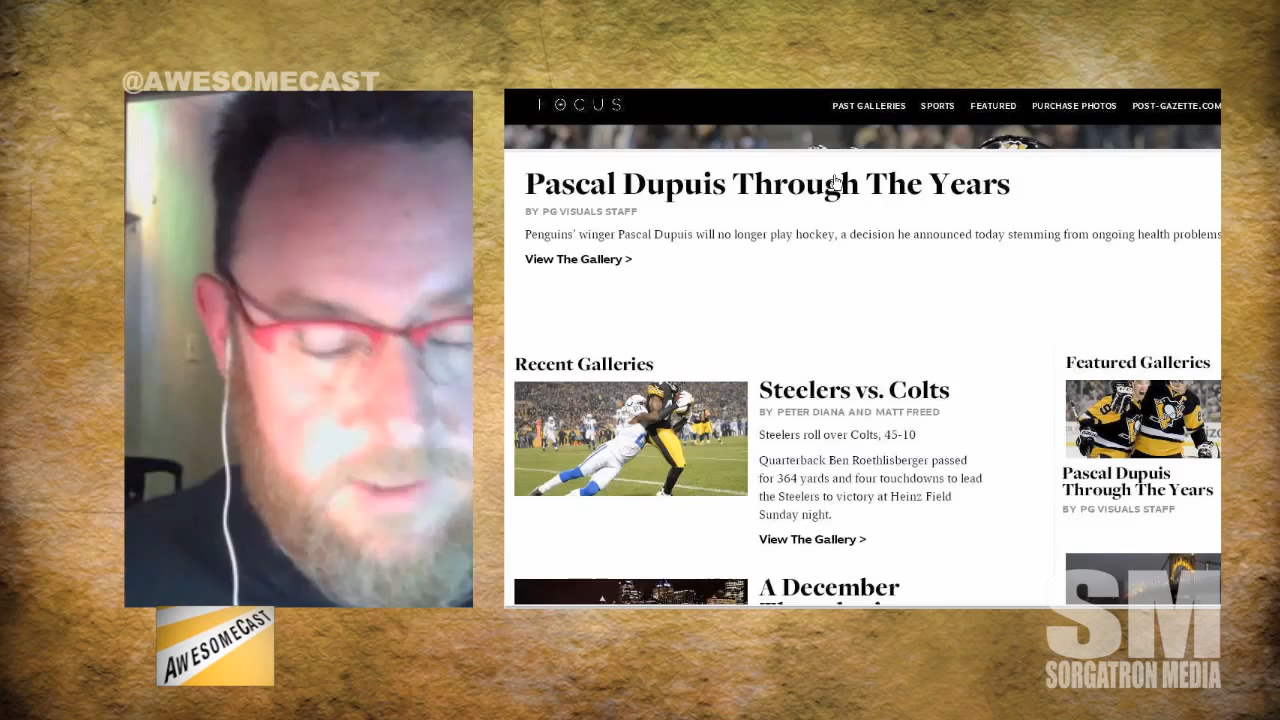 @AWESOMECAST
FOCUS
PAST GALLERIES SPORTS FEATURED PURCHASE PHOTOS POST-GAZETTE.COM
Pascal Dupuis Through The Years
BY PG VISUALS STAFF
Penguins' winger Pascal Dupuis will no longer play hockey, a decision he announced today stemming from ongoing health problems
View The Gallery >
Recent Galleries
Steelers vs. Colts
BY PETER DIANA AND MATT FREED
Steelers roll over Colts, 45-10
Quarterback Ben Roethlisberger passed
for 364 yards and four touchdowns to lead
the Steelers to victory at Heinz Field
Sunday night.
View The Gallery >
A December
Featured Galleries
Pascal Dupuis
Through The Years
BY PG VISUALS STAFF
AWESOMECAST
SM
SORGATRON MEDIA